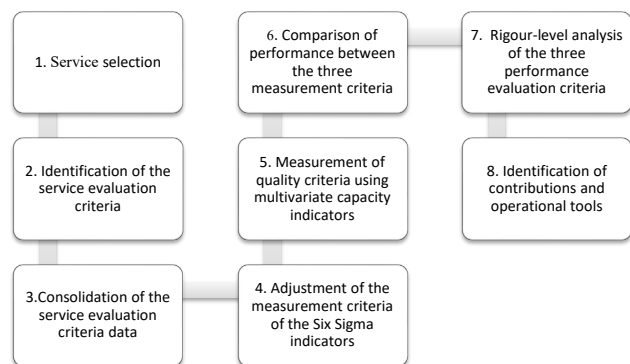 1. Service selection
2. Identification of the
service evaluation
criteria
3.Consolidation of the
service evaluation
criteria data
4. Adjustment of the
measurement criteria
of the Six Sigma
indicators
5. Measurement of
quality criteria using
multivariate capacity
indicators
6. Comparison of
performance between
the three
measurement criteria
7. Rigour-level analysis
of the three
performance
evaluation criteria
8. Identification of
contributions and
operational tools